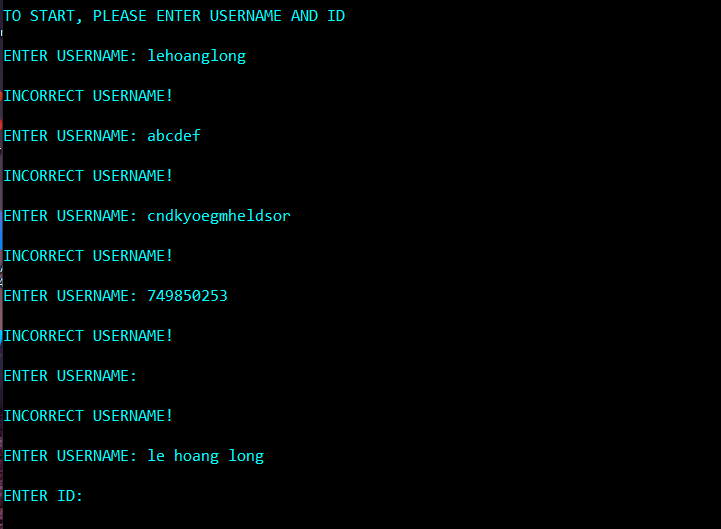 TO START, PLEASE ENTER USERNAME AND ID
ENTER USERNAME: lehoanglong
INCORRECT USERNAME!
ENTER USERNAME: abcdef
INCORRECT USERNAME!
ENTER USERNAME: cndkyoegmheldsor
INCORRECT USERNAME!
ENTER USERNAME: 749850253
INCORRECT USERNAME!
ENTER USERNAME:
INCORRECT USERNAME!
ENTER USERNAME: le hoang long
ENTER ID: